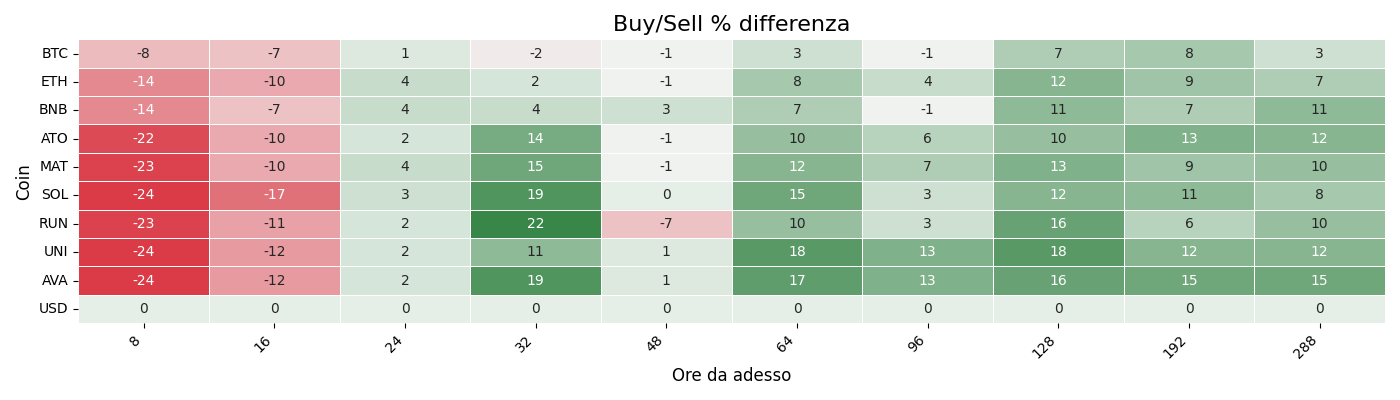 Buy/Sell % differenza
Coin
BTC -8 -7 1 -2 -1 3 -1 7 8 3
ETH -14 -10 4 2 -1 8 4 12 9 7
BNB -14 -7 4 4 3 7 -1 11 7 11
ATO -22 -10 2 14 -1 10 6 10 13 12
MAT -23 -10 4 15 -1 12 7 13 9 10
SOL -24 -17 3 19 0 15 3 12 11 8
RUN -23 -11 2 22 -7 10 3 16 6 10
UNI -24 -12 2 11 1 18 13 18 12 12
AVA -24 -12 2 19 1 17 13 16 15 15
USD 0 0 0 0 0 0 0 0 0 0
8 16 24 32 48 64 96 128 192 288
Ore da adesso